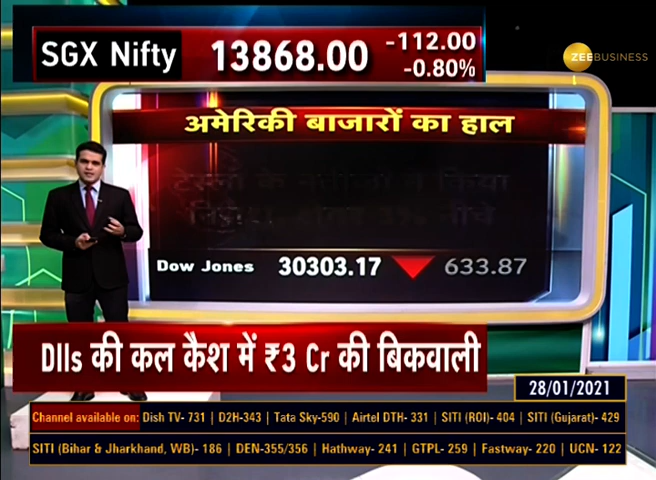 SGX Nifty 13868.00 -112.00
-0.80%
ZEEBUSINESS
अमेरिकी बाजारों का हाल
Dow Jones 30303.17 633.87
DIIs की कल कैश में ₹3 Cr की बिकवाली
28/01/2021
Channel available on: Dish TV- 731 | D2H-343 | Tata Sky-590 | Airtel DTH- 331 | SITI (ROI)- 404 | SITI (Gujarat)- 429
SITI (Bihar & Jharkhand, WB)- 186 | DEN-355/356 | Hathway- 241 | GTPL- 259 | Fastway- 220 | UCN- 122